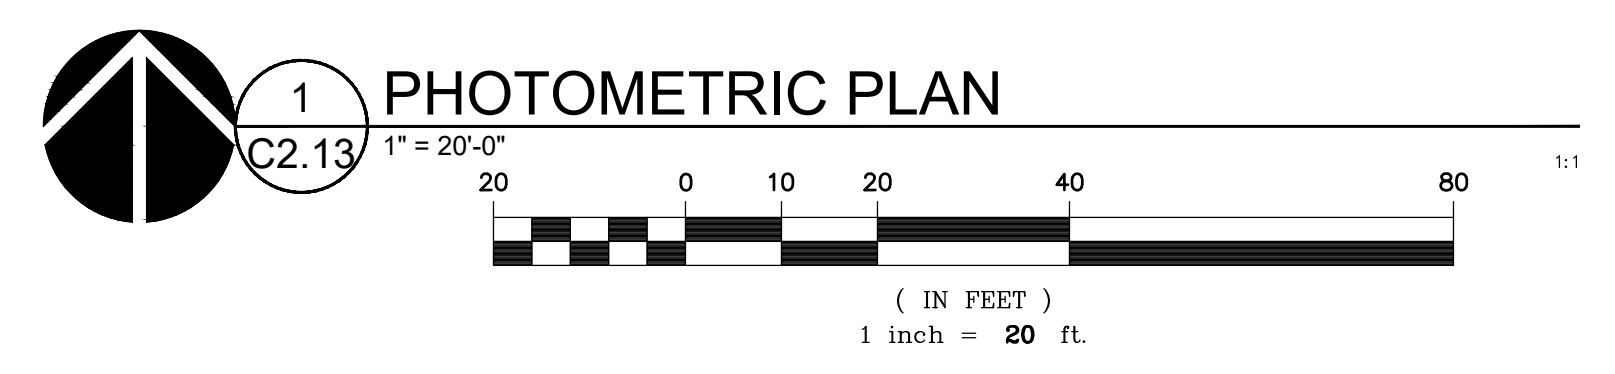 1
PHOTOMETRIC PLAN
C2.13
1" = 20'-0"
1:1
20 0 10 20 40 80
( IN FEET )
1 inch = 20 ft.